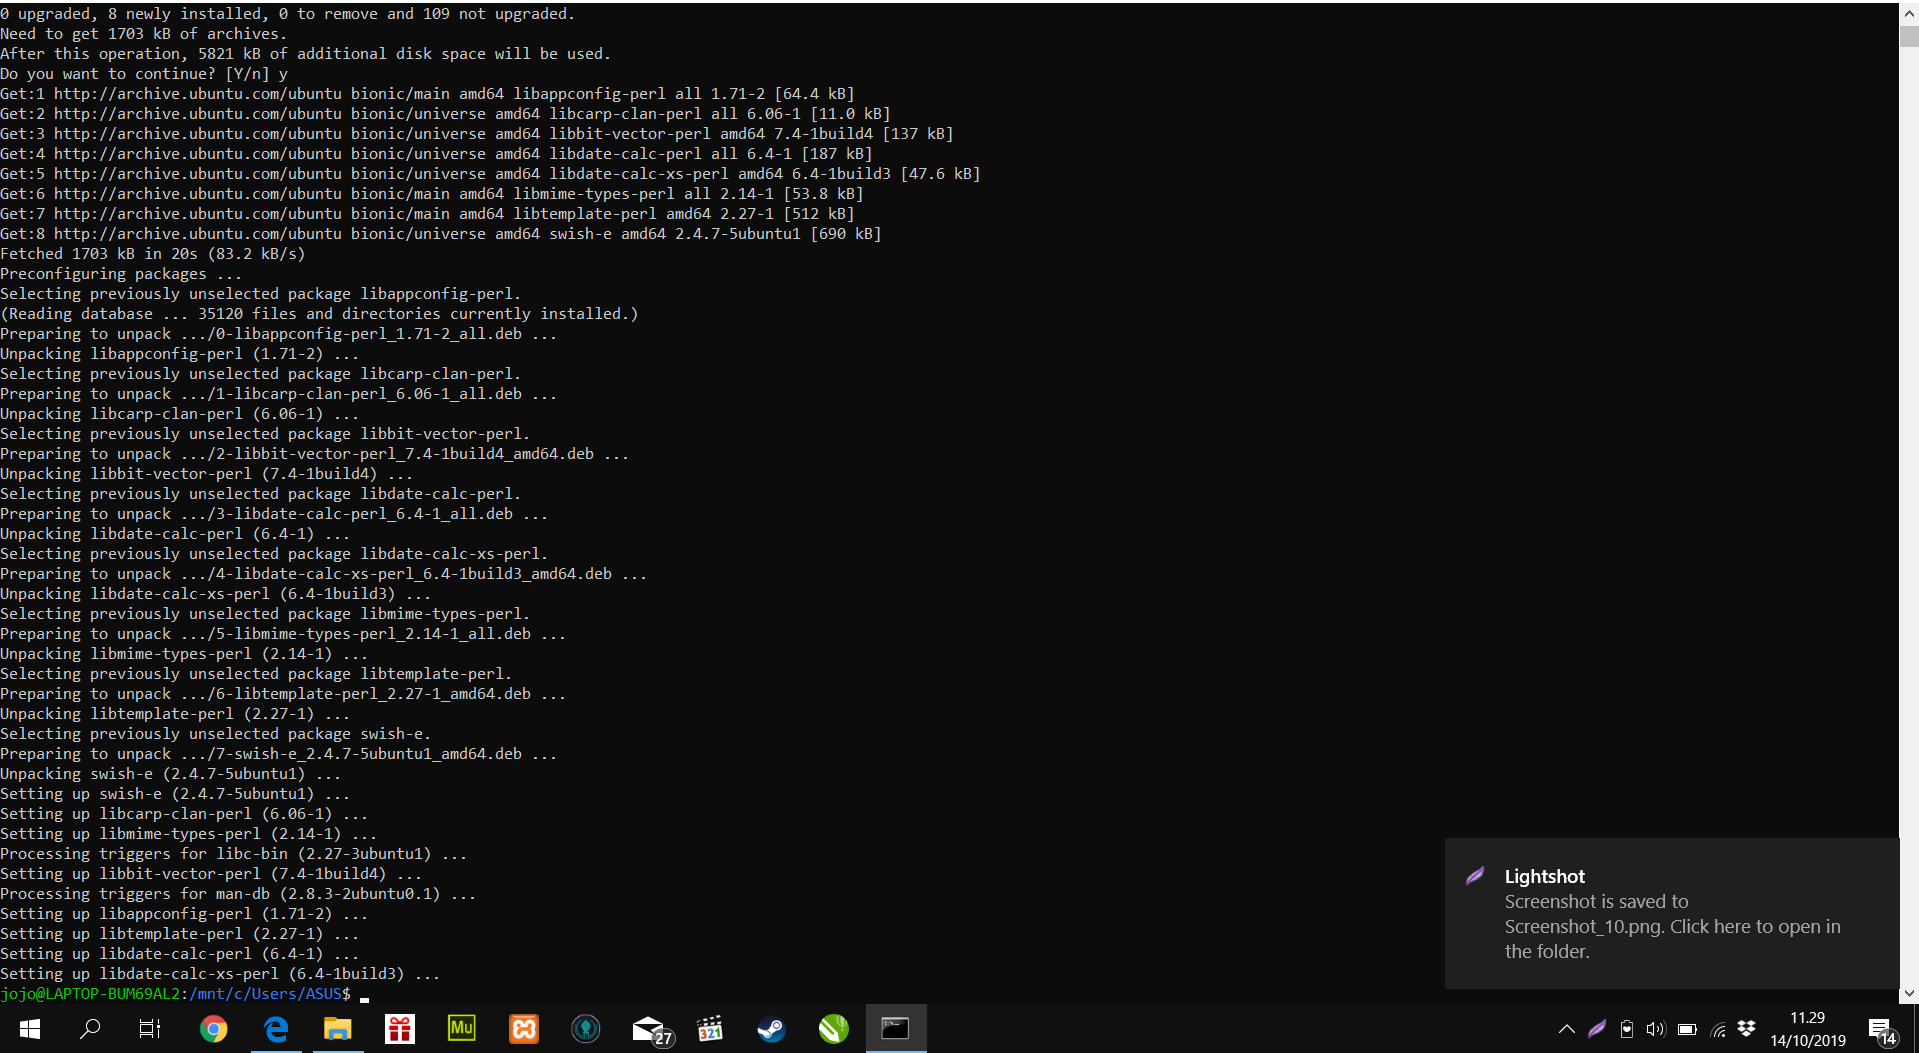 0 upgraded, 8 newly installed, 0 to remove and 109 not upgraded.
Need to get 1703 kB of archives.
After this operation, 5821 kB of additional disk space will be used.
Do you want to continue? [Y/n] y
Get:1 http://archive.ubuntu.com/ubuntu bionic/main amd64 libappconfig-perl all 1.71-2 [64.4 kB]
Get:2 http://archive.ubuntu.com/ubuntu bionic/universe amd64 libcarp-clan-perl all 6.06-1 [11.0 kB]
Get:3 http://archive.ubuntu.com/ubuntu bionic/universe amd64 libbit-vector-perl amd64 7.4-1build4 [137 kB]
Get:4 http://archive.ubuntu.com/ubuntu bionic/universe amd64 libdate-calc-perl all 6.4-1 [187 kB]
Get:5 http://archive.ubuntu.com/ubuntu bionic/universe amd64 libdate-calc-xs-perl amd64 6.4-1build3 [47.6 kB]
Get:6 http://archive.ubuntu.com/ubuntu bionic/main amd64 libmime-types-perl all 2.14-1 [53.8 kB]
Get:7 http://archive.ubuntu.com/ubuntu bionic/main amd64 libtemplate-perl amd64 2.27-1 [512 kB]
Get:8 http://archive.ubuntu.com/ubuntu bionic/universe amd64 swish-e amd64 2.4.7-5ubuntu1 [690 kB]
Fetched 1703 kB in 20s (83.2 kB/s)
Preconfiguring packages ...
Selecting previously unselected package libappconfig-perl.
(Reading database ... 35120 files and directories currently installed.)
Preparing to unpack .../0-libappconfig-perl_1.71-2_all.deb ...
Unpacking libappconfig-perl (1.71-2) ...
Selecting previously unselected package libcarp-clan-perl.
Preparing to unpack .../1-libcarp-clan-perl_6.06-1_all.deb ...
Unpacking libcarp-clan-perl (6.06-1) ...
Selecting previously unselected package libbit-vector-perl.
Preparing to unpack .../2-libbit-vector-perl_7.4-1build4_amd64.deb ...
Unpacking libbit-vector-perl (7.4-1build4) ...
Selecting previously unselected package libdate-calc-perl.
Preparing to unpack .../3-libdate-calc-perl_6.4-1_all.deb ...
Unpacking libdate-calc-perl (6.4-1) ...
Selecting previously unselected package libdate-calc-xs-perl.
Preparing to unpack .../4-libdate-calc-xs-perl_6.4-1build3_amd64.deb ...
Unpacking libdate-calc-xs-perl (6.4-1build3) ...
Selecting previously unselected package libmime-types-perl.
Preparing to unpack .../5-libmime-types-perl_2.14-1_all.deb ...
Unpacking libmime-types-perl (2.14-1) ...
Selecting previously unselected package libtemplate-perl.
Preparing to unpack .../6-libtemplate-perl_2.27-1_amd64.deb ...
Unpacking libtemplate-perl (2.27-1) ...
Selecting previously unselected package swish-e.
Preparing to unpack .../7-swish-e_2.4.7-5ubuntu1_amd64.deb ...
Unpacking swish-e (2.4.7-5ubuntu1) ...
Setting up swish-e (2.4.7-5ubuntu1) ...
Setting up libcarp-clan-perl (6.06-1) ...
Setting up libmime-types-perl (2.14-1) ...
Processing triggers for libc-bin (2.27-3ubuntu1) ...
Setting up libbit-vector-perl (7.4-1build4) ...
Processing triggers for man-db (2.8.3-2ubuntu0.1) ...
Setting up libappconfig-perl (1.71-2) ...
Setting up libtemplate-perl (2.27-1) ...
Setting up libdate-calc-perl (6.4-1) ...
Setting up libdate-calc-xs-perl (6.4-1build3) ...
jojo@LAPTOP-BUM69AL2:/mnt/c/Users/ASUS$
Lightshot
Screenshot is saved to
Screenshot_10.png. Click here to open in
the folder.
Mu
27
321
11.29
14/10/2019
14